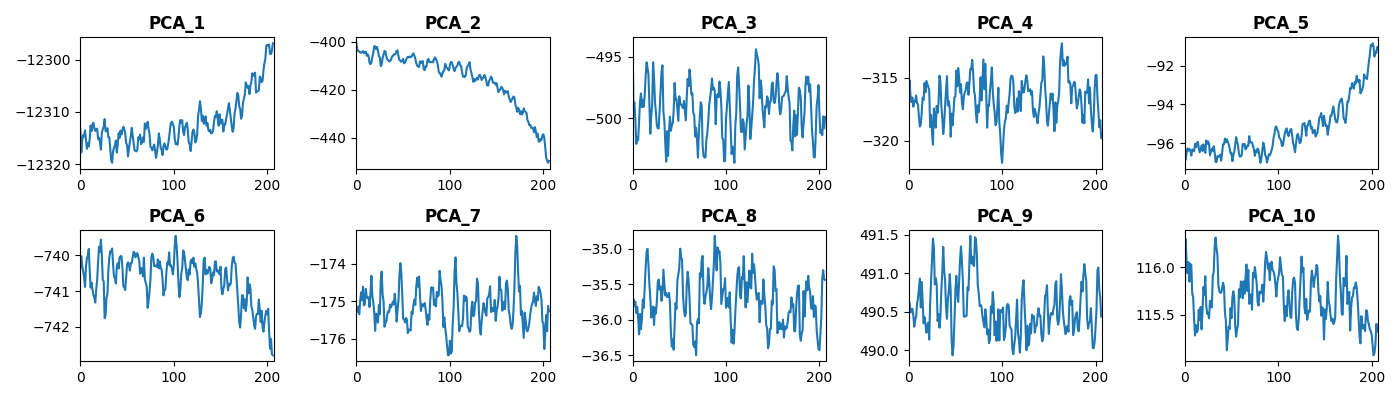 PCA_1 PCA_2 PCA_3 PCA_4 PCA_5
−12300 −400 −495 −315 −92
−12310 −420 −500 −320 −94
−12320 −440 −96
0 100 200 0 100 200 0 100 200 0 100 200 0 100 200
PCA_6 PCA_7 PCA_8 PCA_9 PCA_10
−740 −174 −35.0 491.5 116.0
−741 −175 −35.5 491.0 115.5
−742 −176 −36.0 490.5
−36.5 490.0
0 100 200 0 100 200 0 100 200 0 100 200 0 100 200